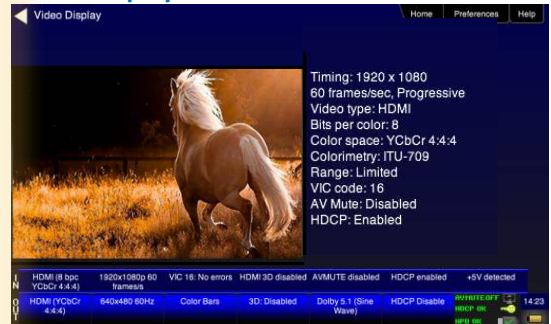 Video Display
Home Preferences Help
Timing: 1920 x 1080
60 frames/sec, Progressive
Video type: HDMI
Bits per color: 8
Color space: YCbCr 4:4:4
Colorimetry: ITU-709
Range: Limited
VIC code: 16
AV Mute: Disabled
HDCP: Enabled
IN
HDMI (8 bpc YCbCr 4:4:4)
1920x1080p 60 frames/s
VIC 16: No errors
HDMI 3D disabled
AVMUTE disabled
HDCP enabled
+5V detected
OUT
HDMI (YCbCr 4:4:4)
640x480 60Hz
Color Bars
3D: Disabled
Dolby 5.1 (Sine Wave)
HDCP Disable
AVMUTE OFF
HDCP OK
HPD OK
14:23